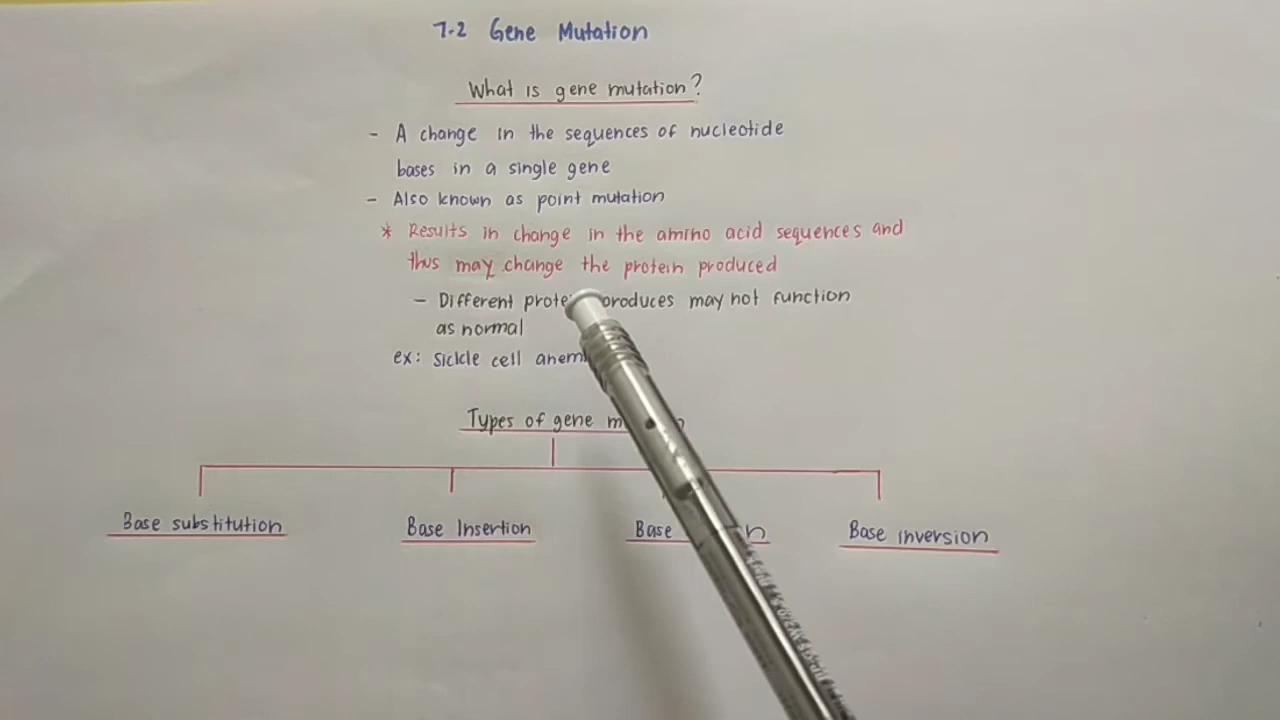 7.2 Gene Mutation
What is gene mutation?
- A change in the sequences of nucleotide
bases in a single gene
- Also known as point mutation
* Results in change in the amino acid sequences and
thus may change the protein produced
- Different produces may not function
as normal
ex: Sickle cell
Types of gene
Base substitution Base Insertion Base Base inversion